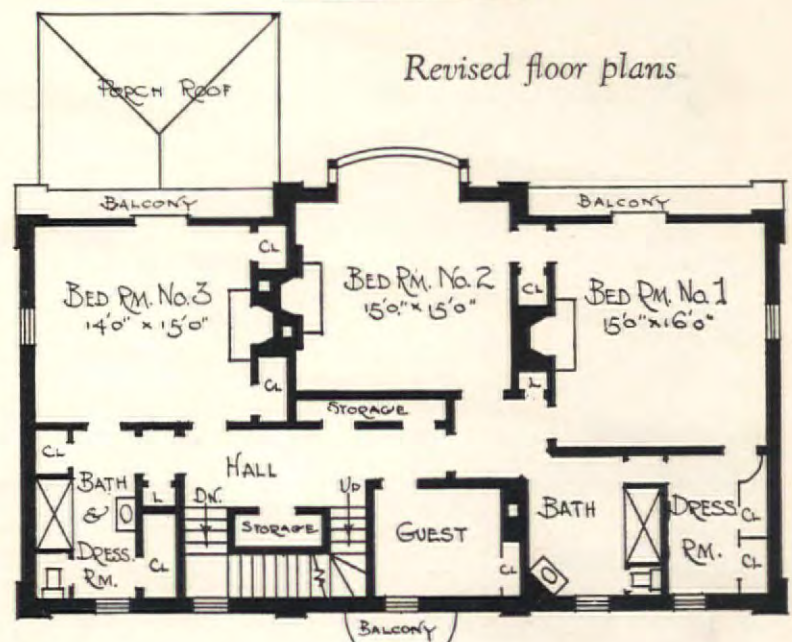 Revised floor plans
PORCH ROOF
BALCONY
BALCONY
CL
BED RM. No. 3
14'0" x 15'0"
BED RM. No. 2
15'0" x 15'0"
CL
BED RM. No. 1
15'0" x 16'0"
CL
L
STORAGE
CL
BATH
&
DRESS.
RM.
L
CL
HALL
DN.
UP
STORAGE
GUEST
CL
BATH
DRESS
RM.
CL
CL
BALCONY